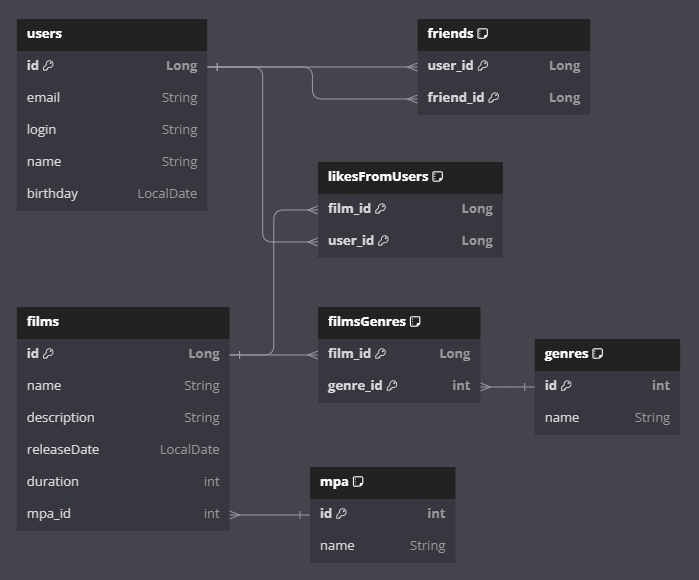 users
id Long
email String
login String
name String
birthday LocalDate
friends
user_id Long
friend_id Long
likesFromUsers
film_id Long
user_id Long
films
id Long
name String
description String
releaseDate LocalDate
duration int
mpa_id int
filmsGenres
film_id Long
genre_id int
genres
id int
name String
mpa
id int
name String